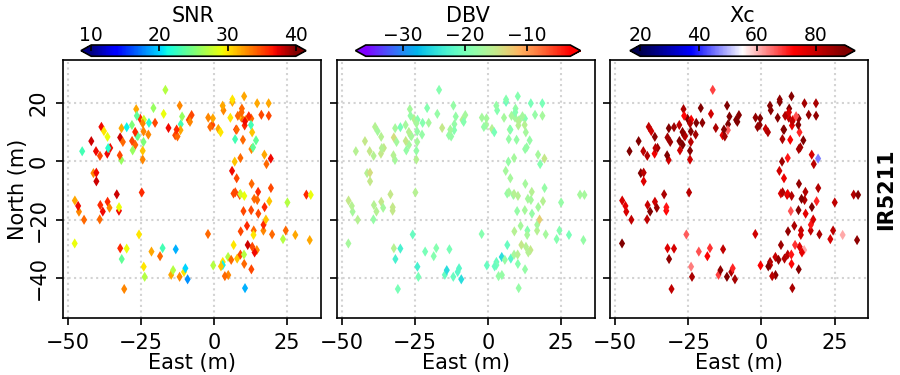 SNR DBV Xc
10 20 30 40 −30 −20 −10 20 40 60 80
20
0
−20
−40
North (m)
−50 −25 0 25 −50 −25 0 25 −50 −25 0 25
East (m) East (m) East (m)
IR5211